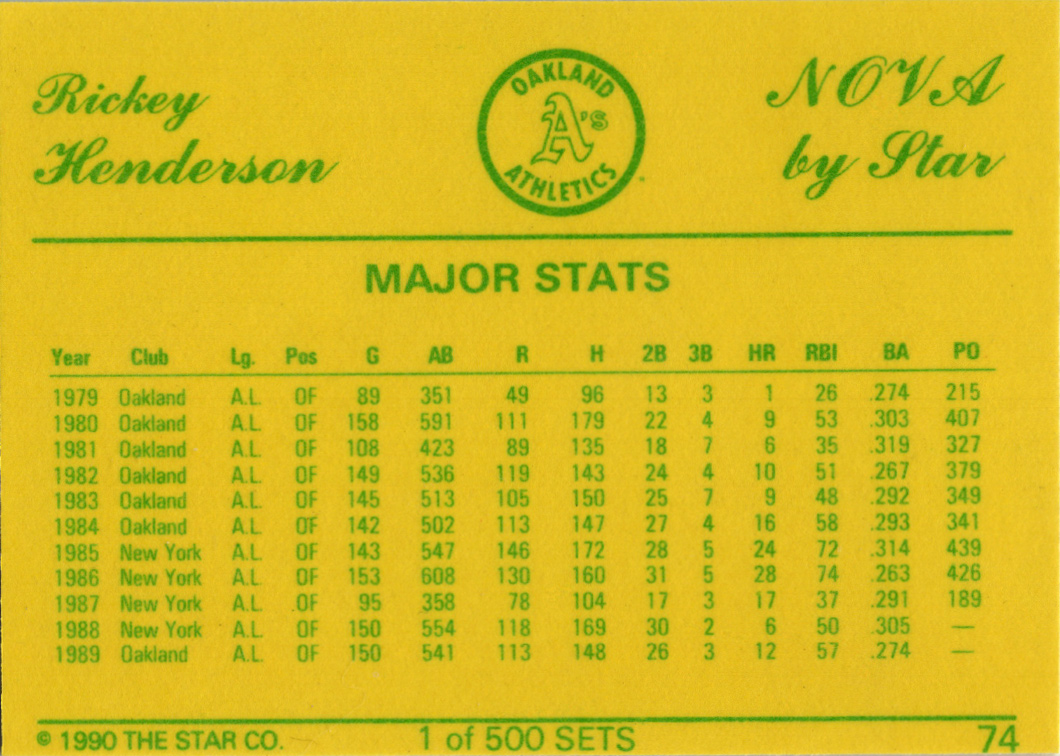 Rickey
Henderson
OAKLAND
A's
ATHLETICS
NOVA
by Star
MAJOR STATS
Year Club Lg. Pos G AB R H 2B 3B HR RBI BA PO
1979 Oakland A.L. OF 89 351 49 96 13 3 1 26 .274 215
1980 Oakland A.L. OF 158 591 111 179 22 4 9 53 .303 407
1981 Oakland A.L. OF 108 423 89 135 18 7 6 35 .319 327
1982 Oakland A.L. OF 149 536 119 143 24 4 10 51 .267 379
1983 Oakland A.L. OF 145 513 105 150 25 7 9 48 .292 349
1984 Oakland A.L. OF 142 502 113 147 27 4 16 58 .293 341
1985 New York A.L. OF 143 547 146 172 28 5 24 72 .314 439
1986 New York A.L. OF 153 608 130 160 31 5 28 74 .263 426
1987 New York A.L. OF 95 358 78 104 17 3 17 37 .291 189
1988 New York A.L. OF 150 554 118 169 30 2 6 50 .305 —
1989 Oakland A.L. OF 150 541 113 148 26 3 12 57 .274 —
© 1990 THE STAR CO. 1 of 500 SETS 74